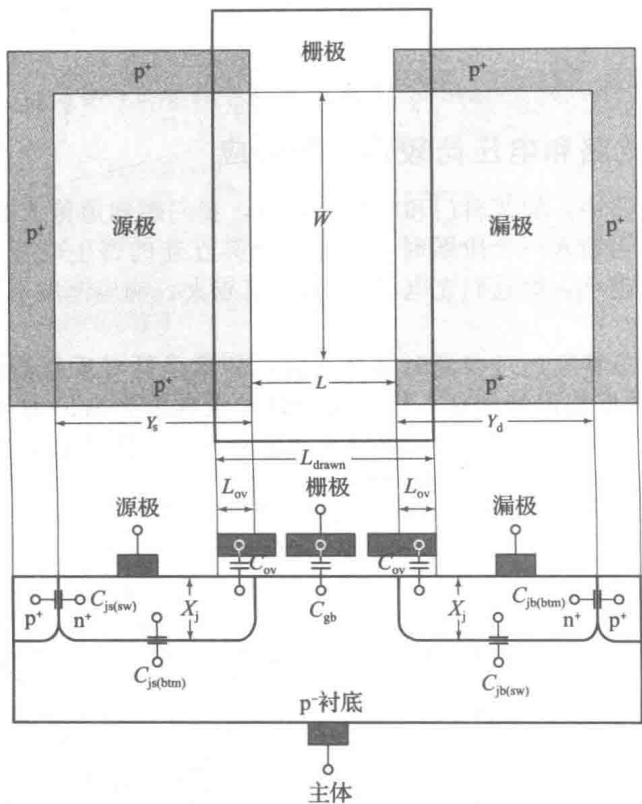 栅极
p⁺
p⁺
源极
W
漏极
p⁺
p⁺
p⁺
L
p⁺
Yₛ
Y_d
L_drawn
L_ov
栅极
L_ov
源极
漏极
C_ov
C_ov
C_js(sw)
X_j
C_gb
X_j
C_jb(btm)
p⁺
n⁺
n⁺
p⁺
C_js(btm)
C_jb(sw)
p⁻衬底
主体